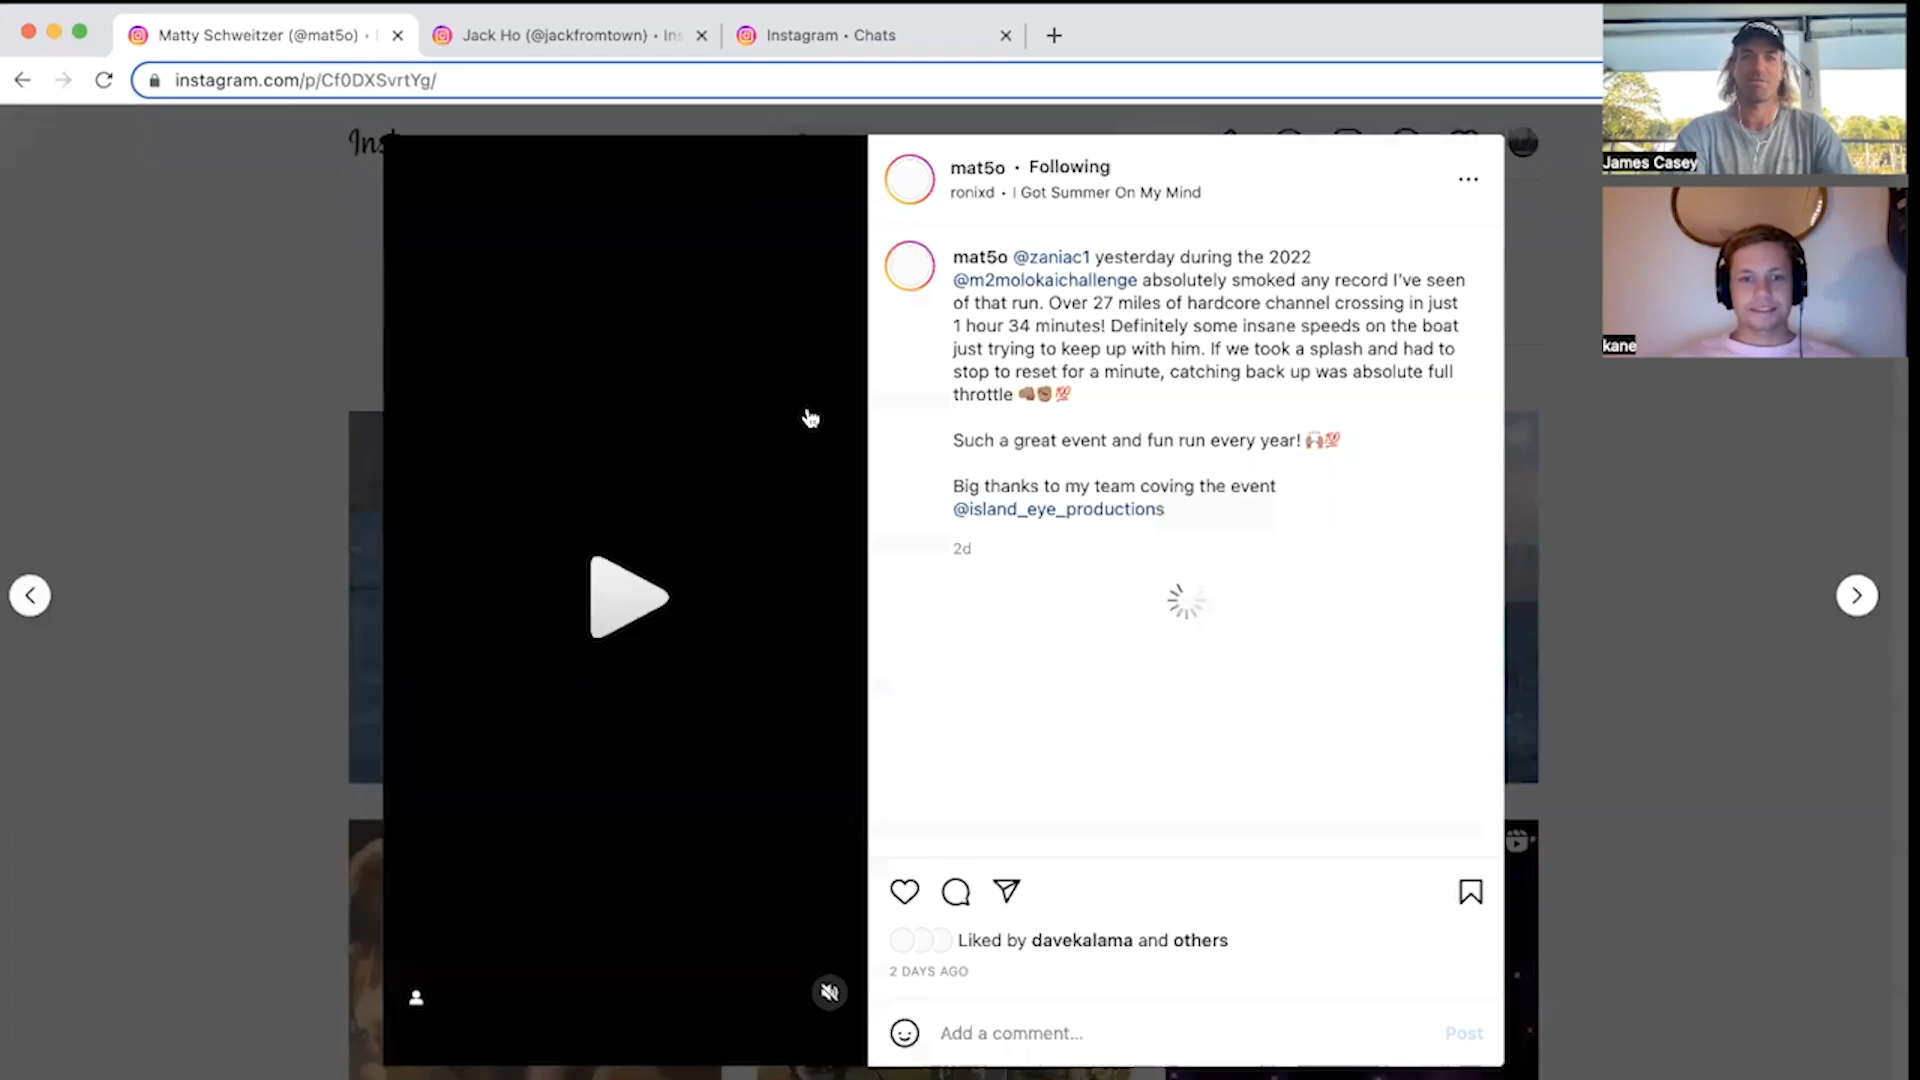 Matty Schweitzer (@mat5o) •
Jack Ho (@jackfromtown) • Ins
Instagram • Chats
instagram.com/p/Cf0DXSvrtYg/
Ins
mat5o • Following
ronixd • I Got Summer On My Mind
mat5o @zaniac1 yesterday during the 2022
@m2molokaichallenge absolutely smoked any record I've seen
of that run. Over 27 miles of hardcore channel crossing in just
1 hour 34 minutes! Definitely some insane speeds on the boat
just trying to keep up with him. If we took a splash and had to
stop to reset for a minute, catching back up was absolute full
throttle 👊🏽✊🏽💯
Such a great event and fun run every year! 🙌🏽💯
Big thanks to my team coving the event
@island_eye_productions
2d
Liked by davekalama and others
2 DAYS AGO
Add a comment...
Post
James Casey
kane